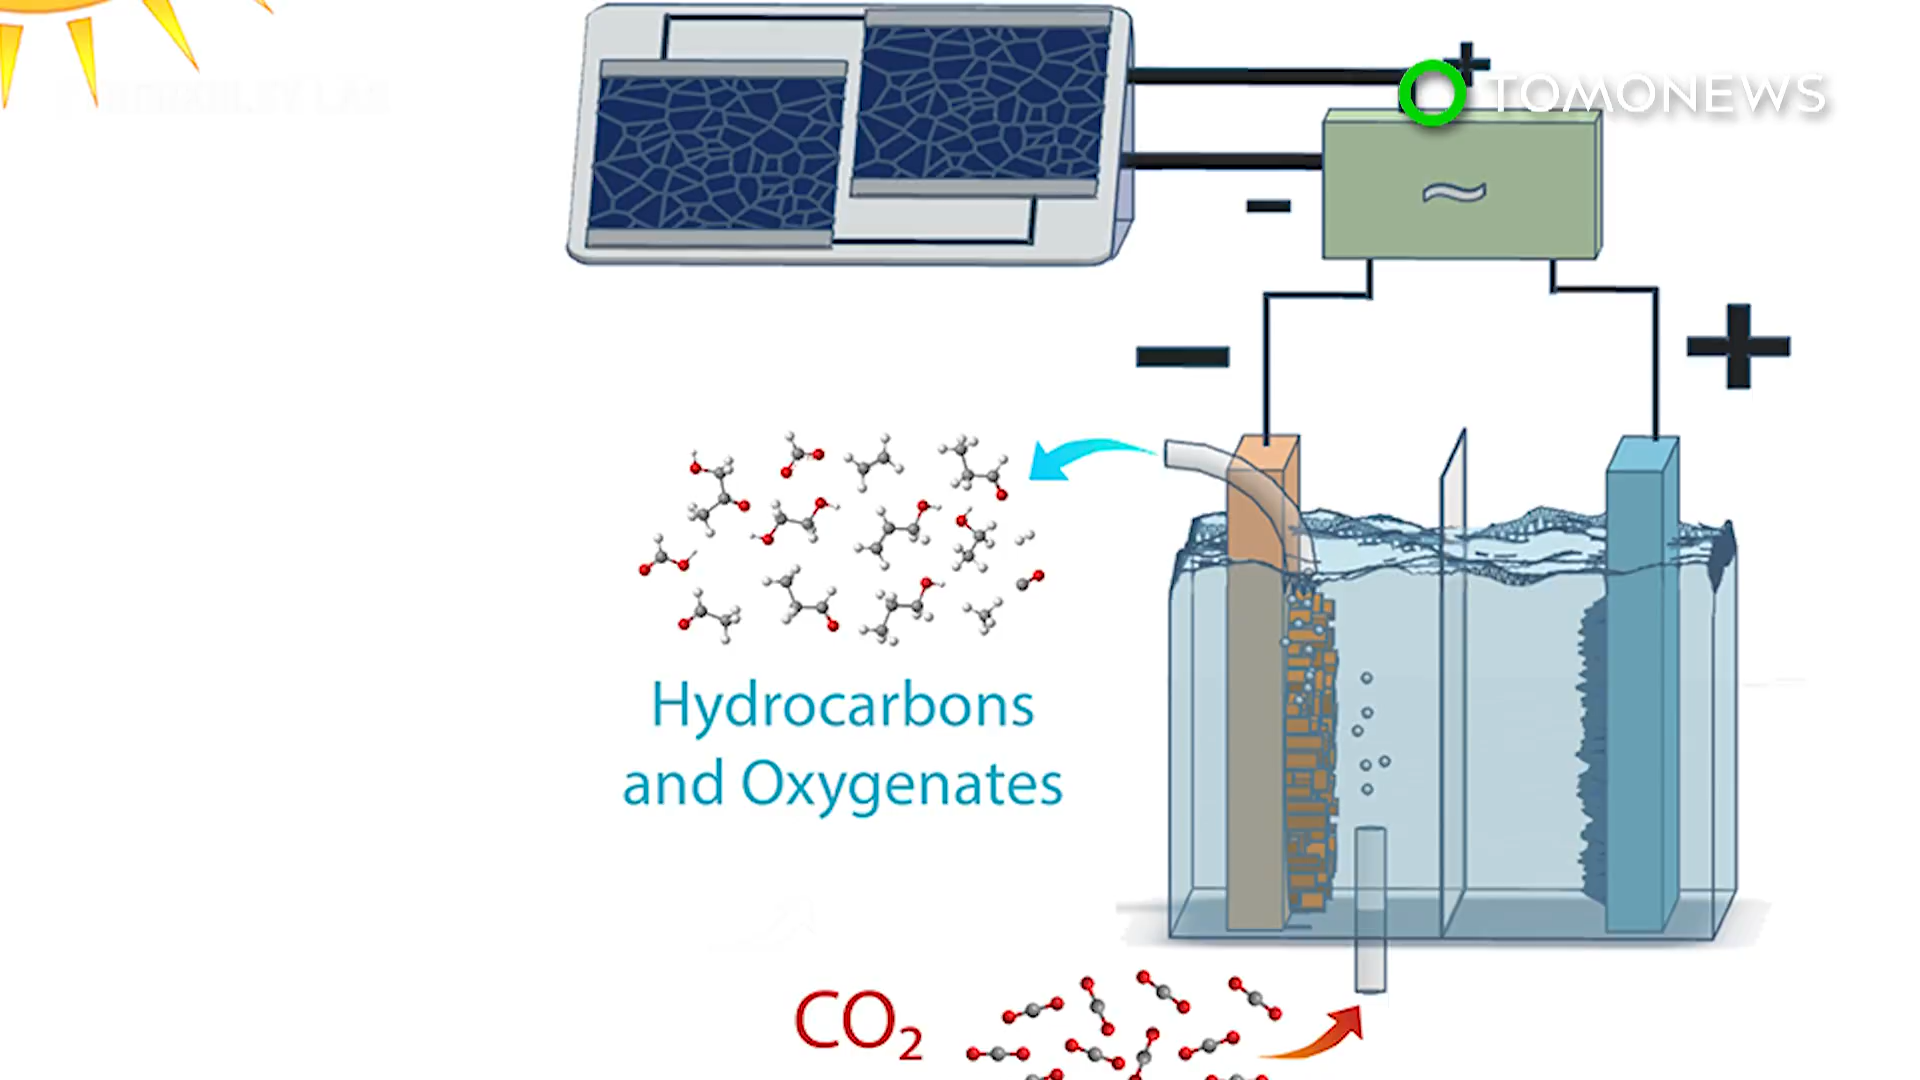 TOMONEWS
+
-
~
- +
Hydrocarbons
and Oxygenates
CO₂